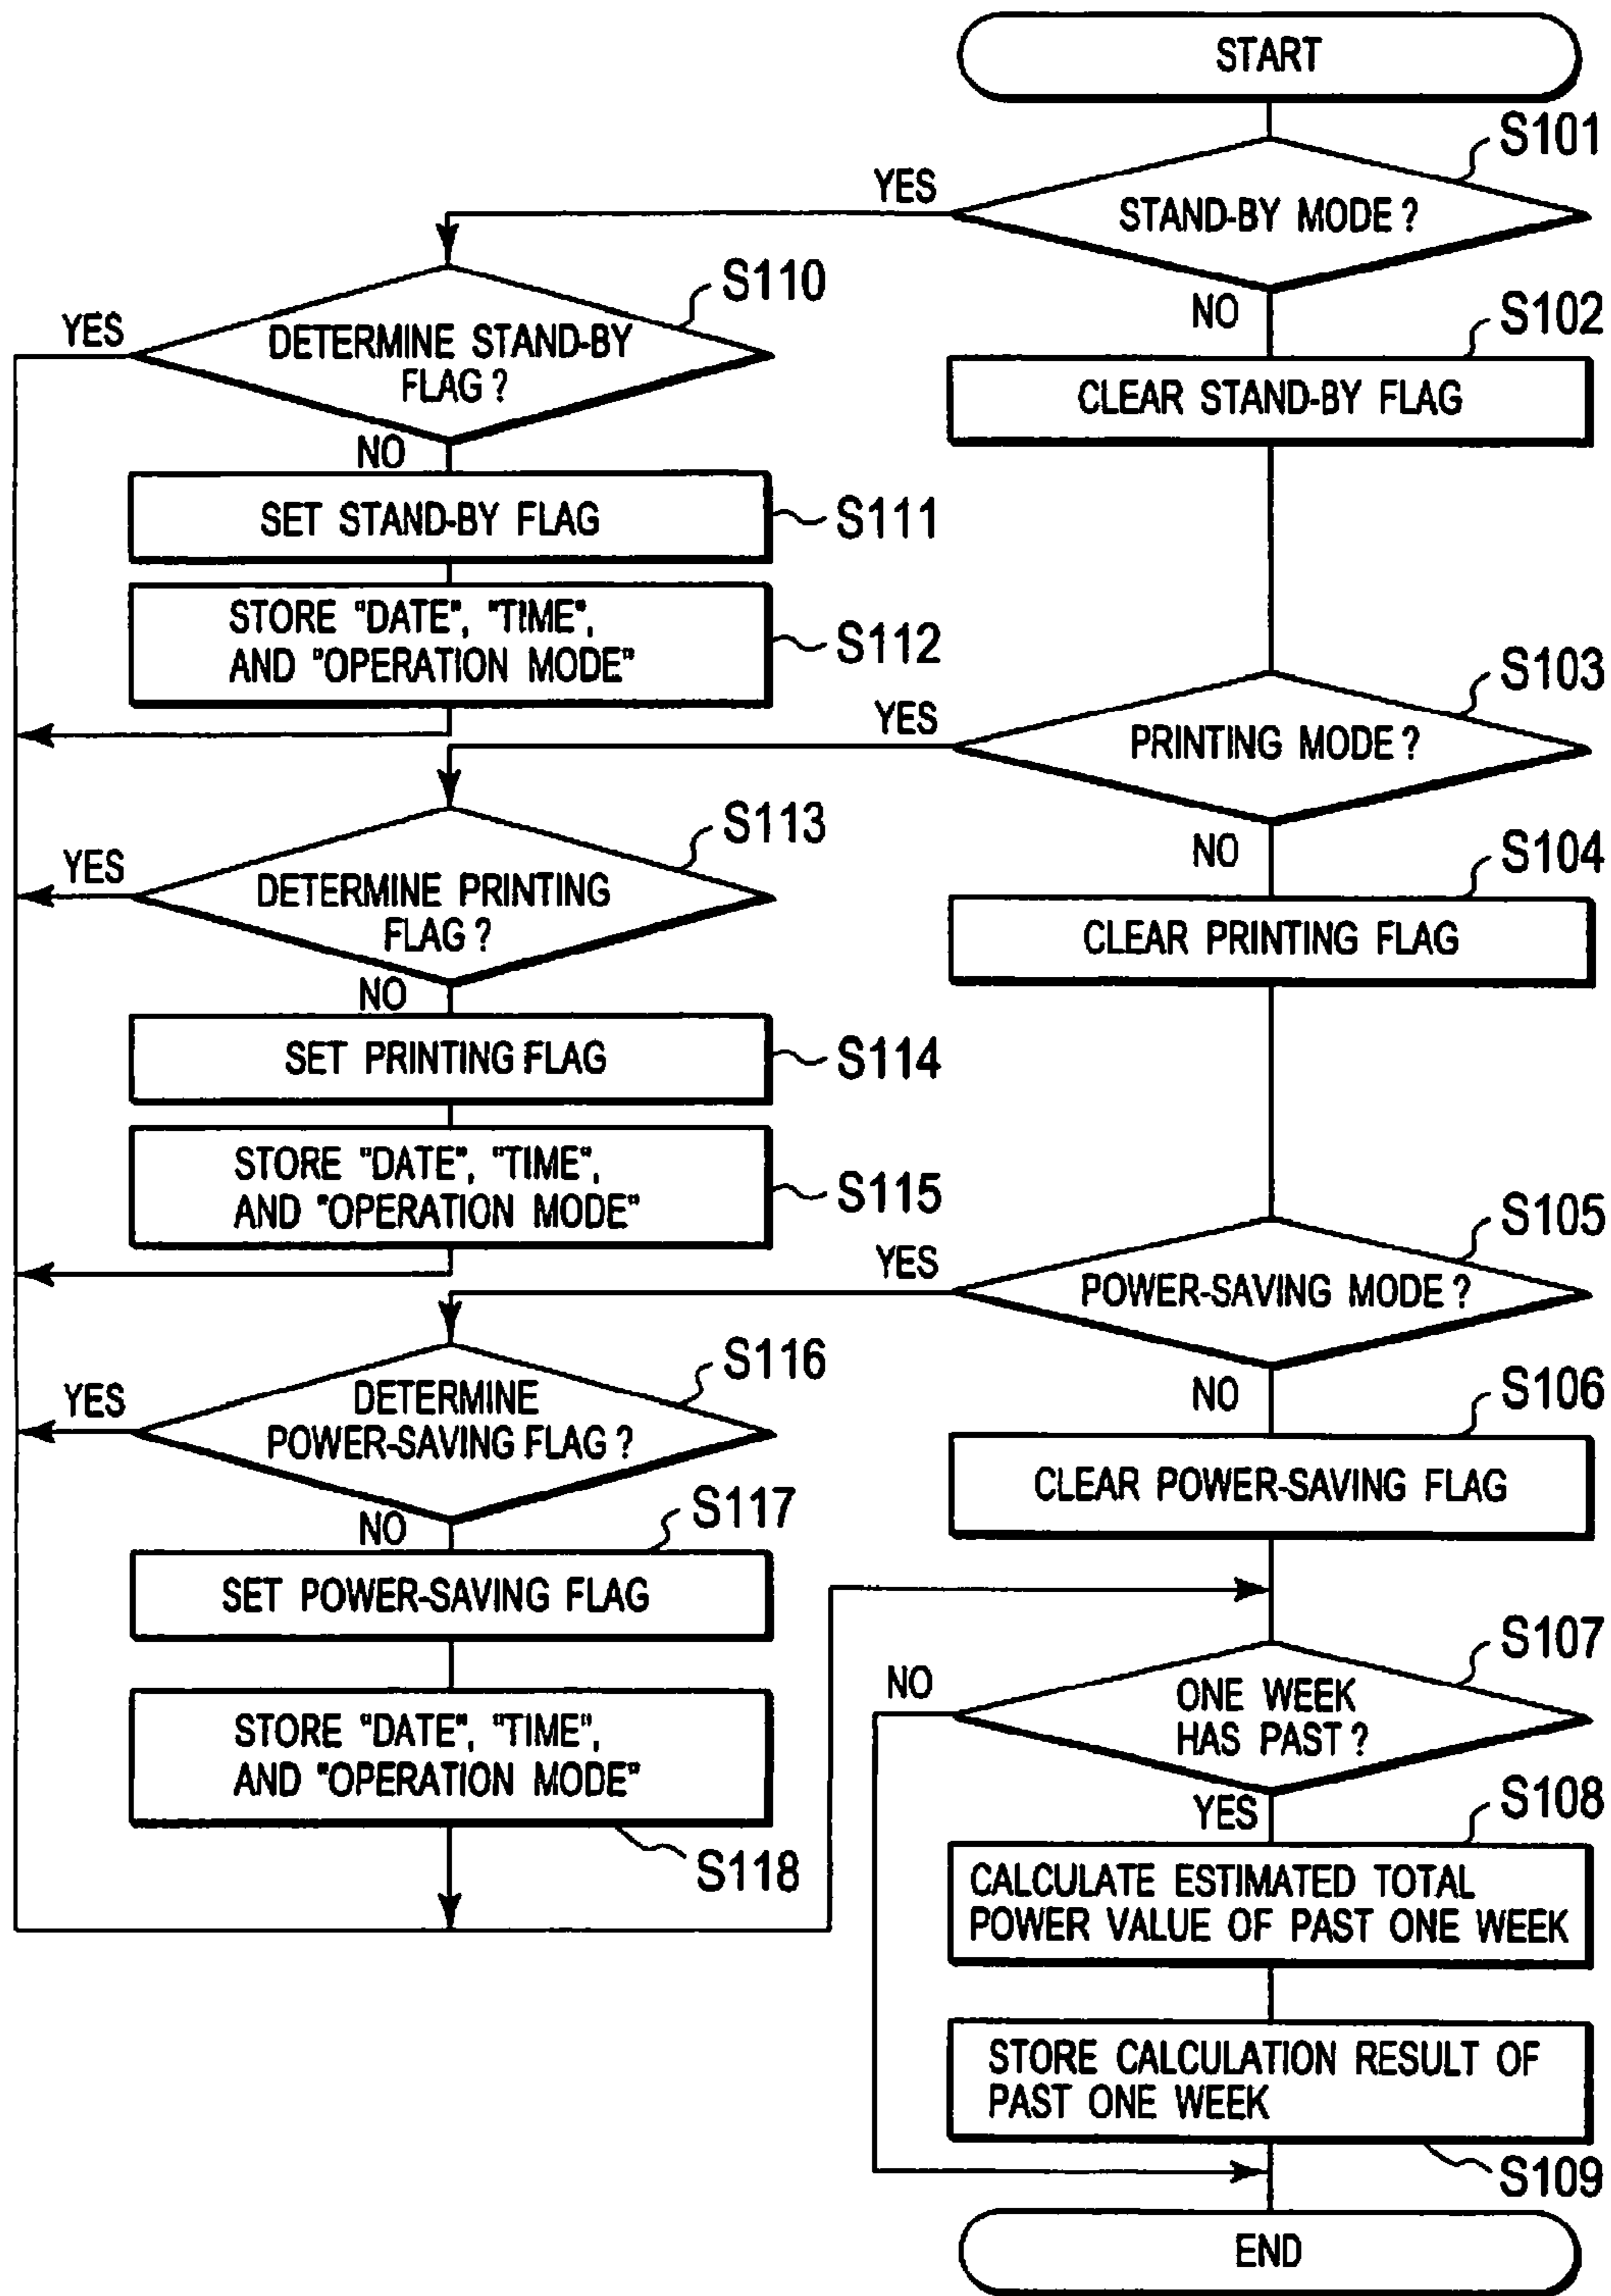 START
S101
YES
STAND-BY MODE ?
S110
NO
S102
YES
DETERMINE STAND-BY
FLAG ?
CLEAR STAND-BY FLAG
NO
SET STAND-BY FLAG
S111
STORE "DATE", "TIME",
AND "OPERATION MODE"
S112
S103
YES
PRINTING MODE ?
S113
NO
S104
YES
DETERMINE PRINTING
FLAG ?
CLEAR PRINTING FLAG
NO
SET PRINTING FLAG
S114
STORE "DATE", "TIME",
AND "OPERATION MODE"
S115
S105
YES
POWER-SAVING MODE ?
S116
NO
S106
YES
DETERMINE
POWER-SAVING FLAG ?
CLEAR POWER-SAVING FLAG
S117
NO
SET POWER-SAVING FLAG
S107
NO
ONE WEEK
HAS PAST ?
STORE "DATE", "TIME",
AND "OPERATION MODE"
S118
YES
S108
CALCULATE ESTIMATED TOTAL
POWER VALUE OF PAST ONE WEEK
STORE CALCULATION RESULT OF
PAST ONE WEEK
S109
END